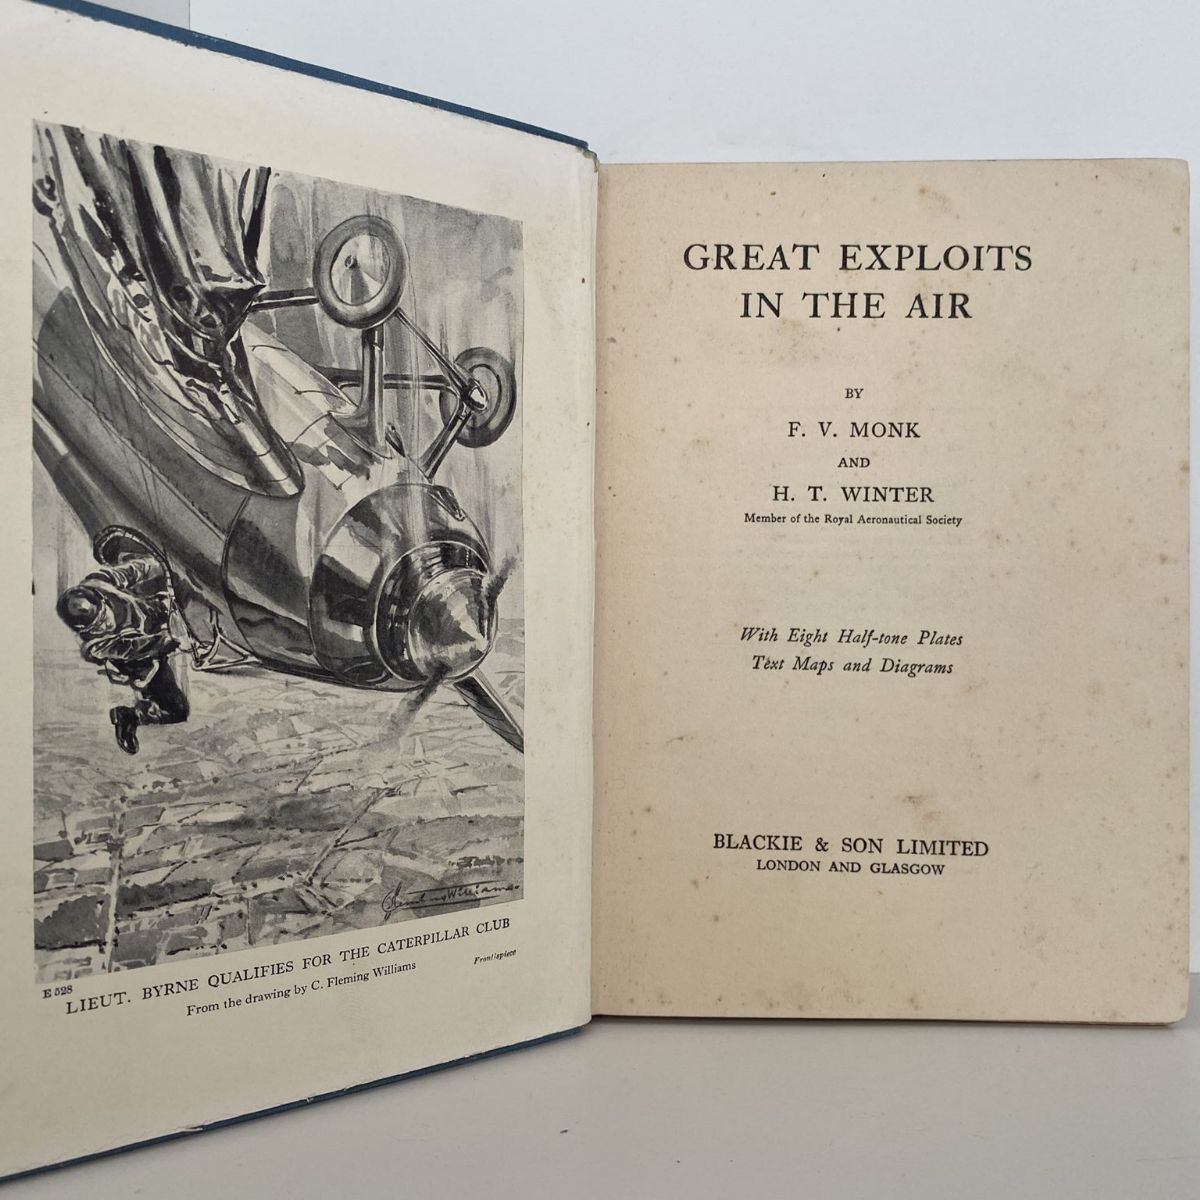 E 528
LIEUT. BYRNE QUALIFIES FOR THE CATERPILLAR CLUB
From the drawing by C. Fleming Williams
Frontispiece
GREAT EXPLOITS
IN THE AIR
BY
F. V. MONK
AND
H. T. WINTER
Member of the Royal Aeronautical Society
With Eight Half-tone Plates
Text Maps and Diagrams
BLACKIE & SON LIMITED
LONDON AND GLASGOW